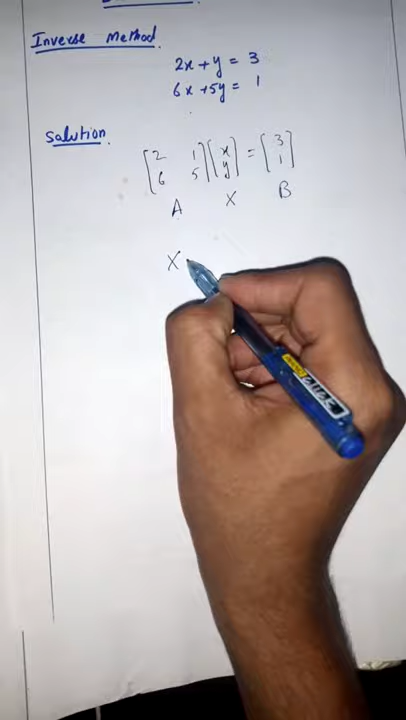 Inverse Method.
2x + y = 3
6x + 5y = 1
Solution
[2 1] [x] = [3]
[6 5] [y] [1]
A X B
X